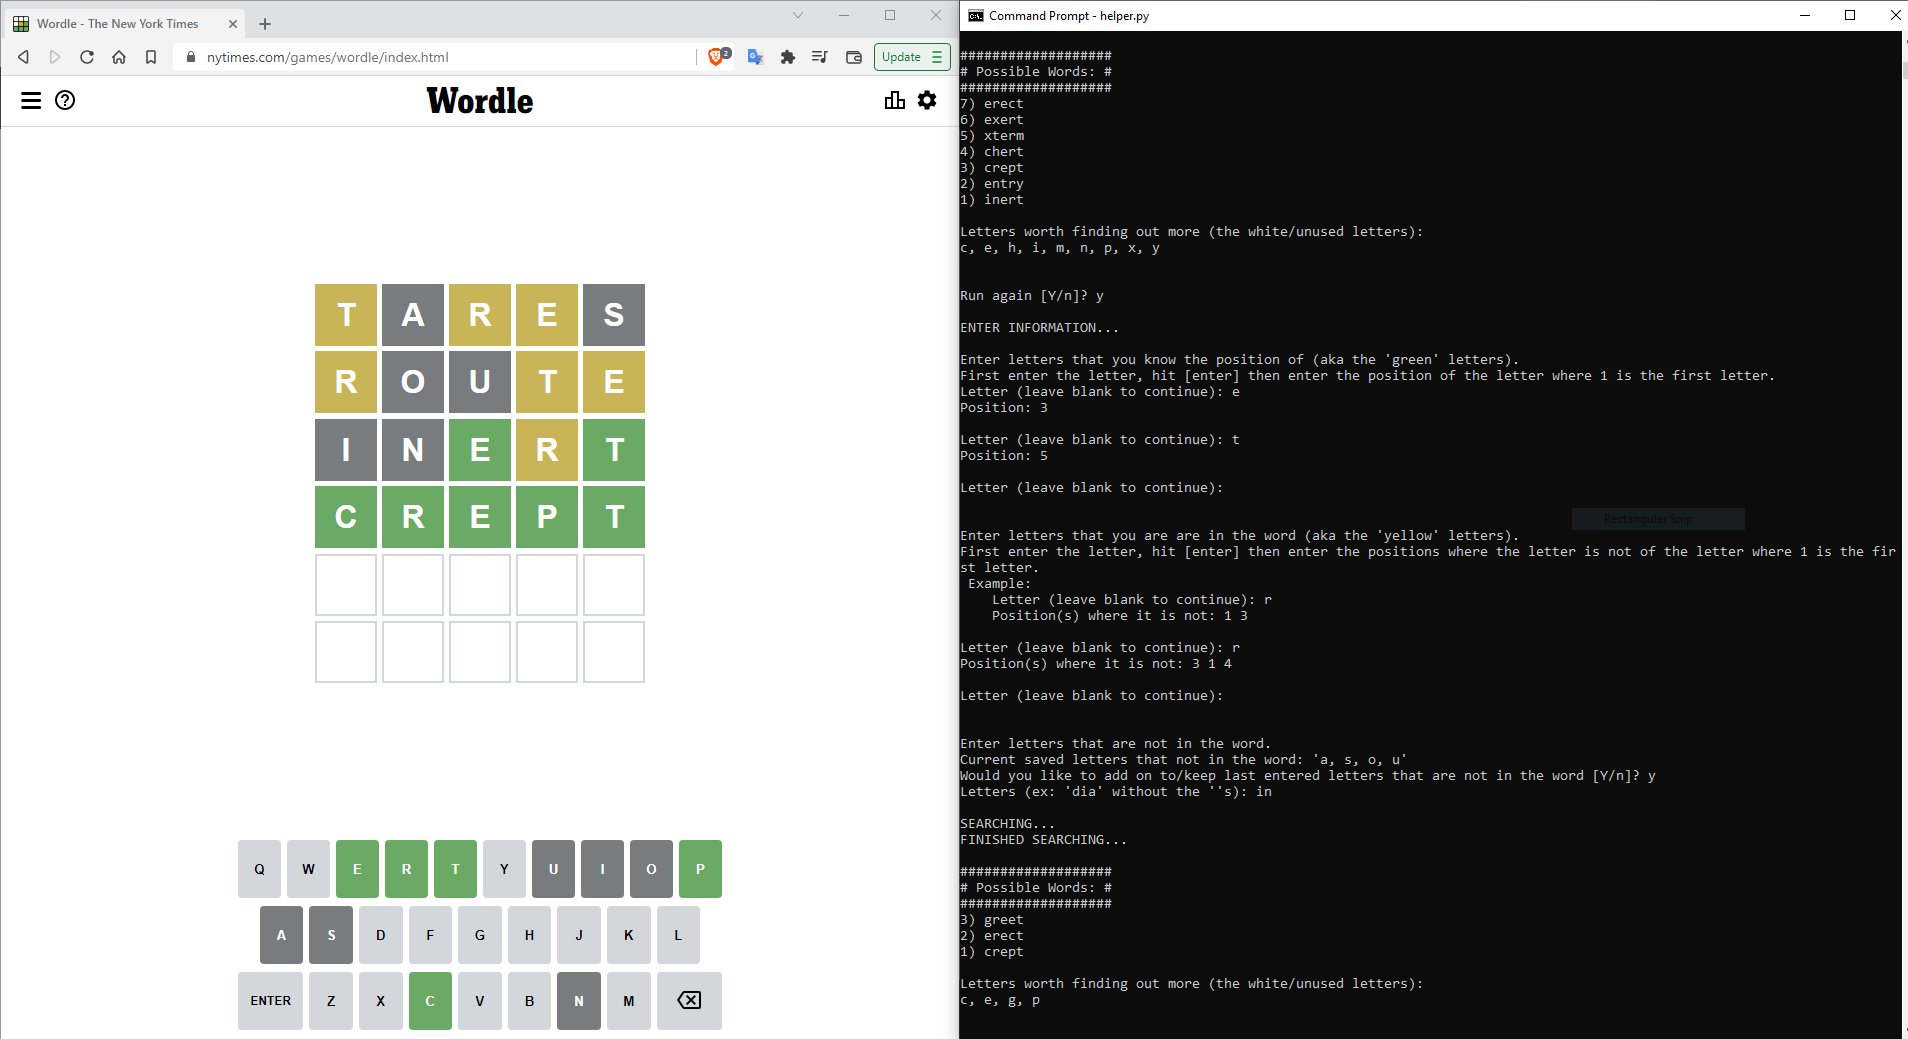 Wordle - The New York Times
nytimes.com/games/wordle/index.html
2
Update
Wordle
T A R E S
R O U T E
I N E R T
C R E P T
Q W E R T Y U I O P
A S D F G H J K L
ENTER Z X C V B N M
Command Prompt - helper.py
###################
# Possible Words: #
###################
7) erect
6) exert
5) xterm
4) chert
3) crept
2) entry
1) inert
Letters worth finding out more (the white/unused letters):
c, e, h, i, m, n, p, x, y
Run again [Y/n]? y
ENTER INFORMATION...
Enter letters that you know the position of (aka the 'green' letters).
First enter the letter, hit [enter] then enter the position of the letter where 1 is the first letter.
Letter (leave blank to continue): e
Position: 3
Letter (leave blank to continue): t
Position: 5
Letter (leave blank to continue):
Rectangular Snip
Enter letters that you are are in the word (aka the 'yellow' letters).
First enter the letter, hit [enter] then enter the positions where the letter is not of the letter where 1 is the fir
st letter.
Example:
Letter (leave blank to continue): r
Position(s) where it is not: 1 3
Letter (leave blank to continue): r
Position(s) where it is not: 3 1 4
Letter (leave blank to continue):
Enter letters that are not in the word.
Current saved letters that not in the word: 'a, s, o, u'
Would you like to add on to/keep last entered letters that are not in the word [Y/n]? y
Letters (ex: 'dia' without the ''s): in
SEARCHING...
FINISHED SEARCHING...
###################
# Possible Words: #
###################
3) greet
2) erect
1) crept
Letters worth finding out more (the white/unused letters):
c, e, g, p